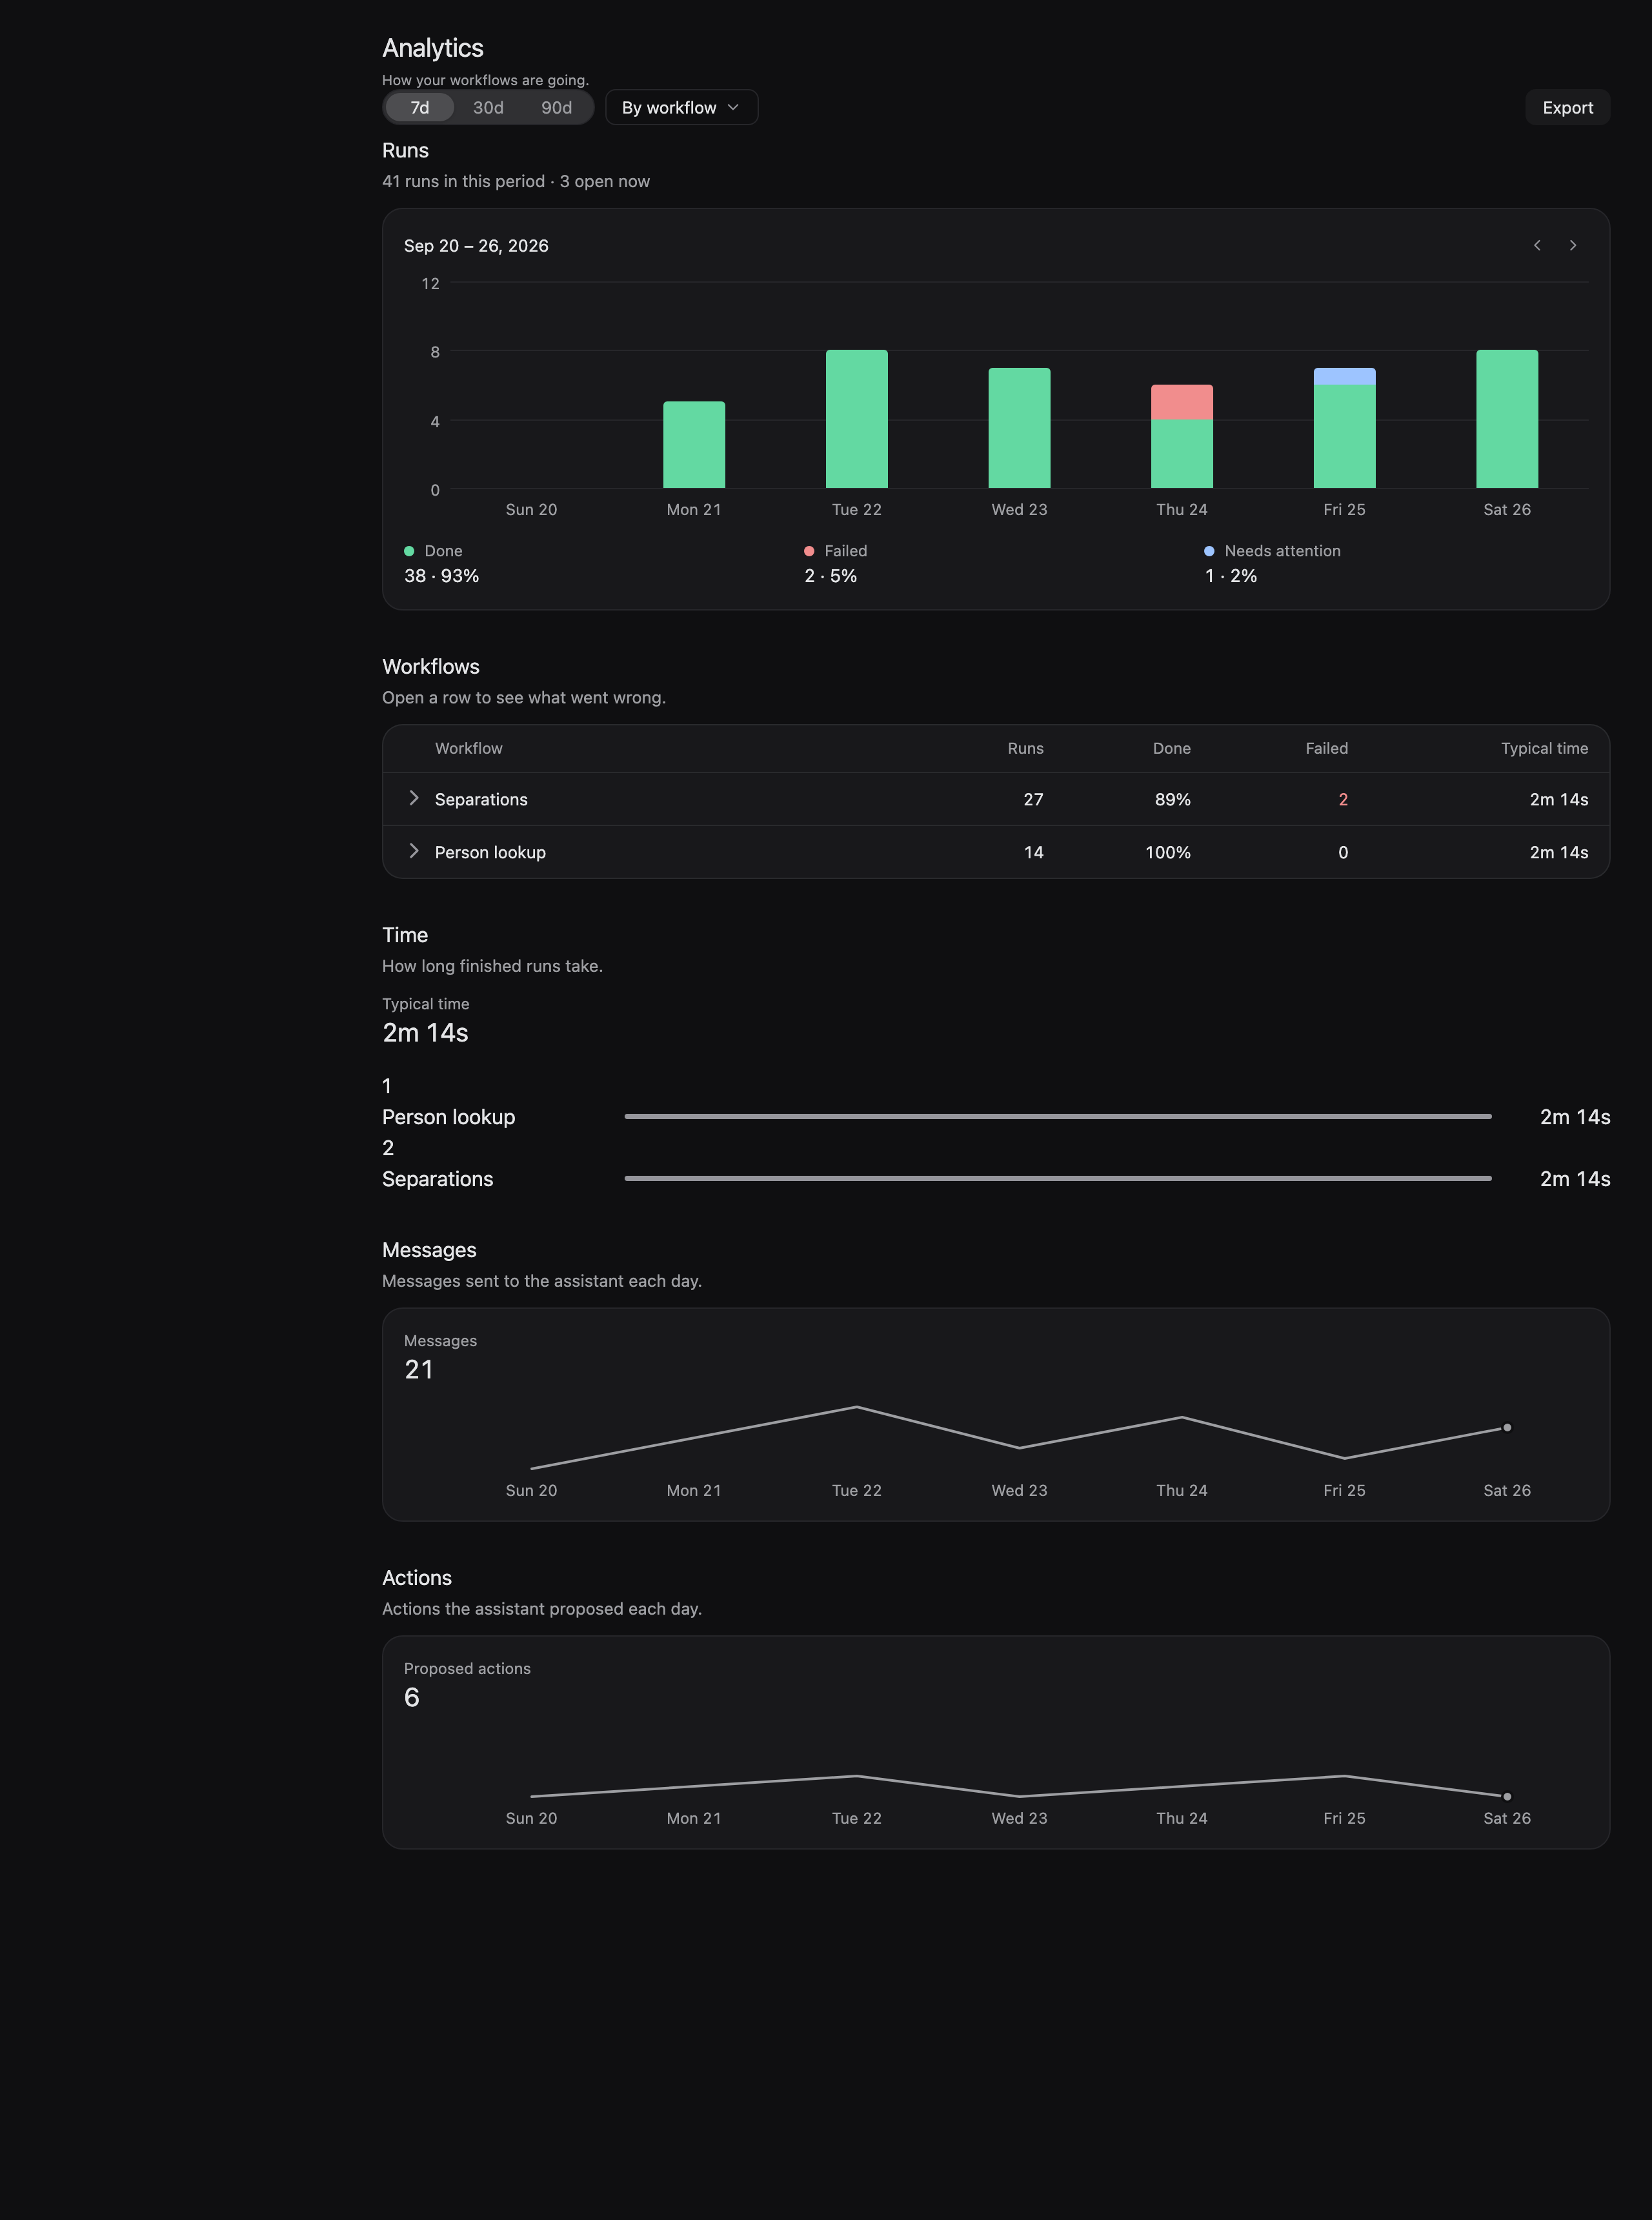 Analytics
How your workflows are going.
7d 30d 90d By workflow Export
Runs
41 runs in this period · 3 open now
Sep 20 – 26, 2026
12
8
4
0
Sun 20 Mon 21 Tue 22 Wed 23 Thu 24 Fri 25 Sat 26
Done Failed Needs attention
38 · 93% 2 · 5% 1 · 2%
Workflows
Open a row to see what went wrong.
Workflow Runs Done Failed Typical time
Separations 27 89% 2 2m 14s
Person lookup 14 100% 0 2m 14s
Time
How long finished runs take.
Typical time
2m 14s
1
Person lookup 2m 14s
2
Separations 2m 14s
Messages
Messages sent to the assistant each day.
Messages
21
Sun 20 Mon 21 Tue 22 Wed 23 Thu 24 Fri 25 Sat 26
Actions
Actions the assistant proposed each day.
Proposed actions
6
Sun 20 Mon 21 Tue 22 Wed 23 Thu 24 Fri 25 Sat 26